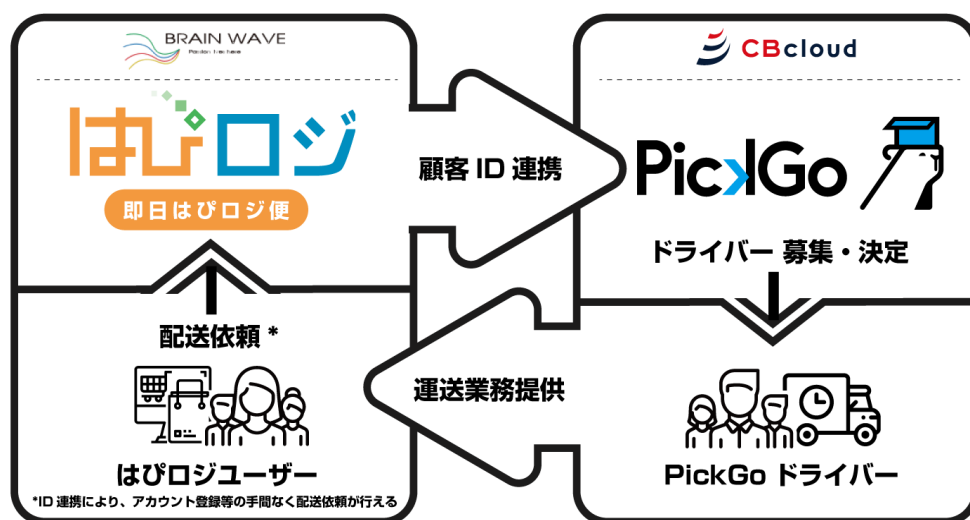 BRAIN WAVE
はぴロジ
即日はぴロジ便
顧客 ID 連携
CBcloud
PickGo
ドライバー 募集・決定
配送依頼 *
はぴロジユーザー
*ID 連携により、アカウント登録等の手間なく配送依頼が行える
運送業務提供
PickGo ドライバー